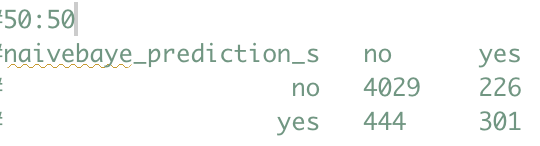 #50:50
#naivebaye_prediction_s no yes
# no 4029 226
# yes 444 301